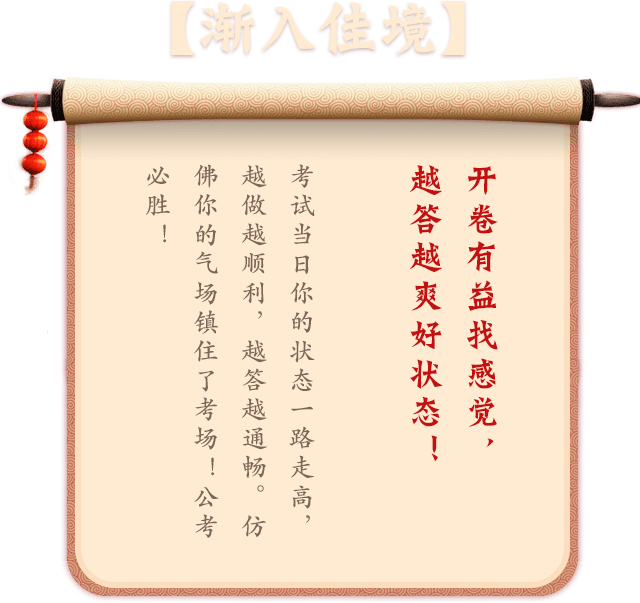 【渐入佳境】
开卷有益找感觉，
越答越爽好状态！
考试当日你的状态一路走高，
越做越顺利，越答越通畅。仿
佛你的气场镇住了考场！公考
必胜！